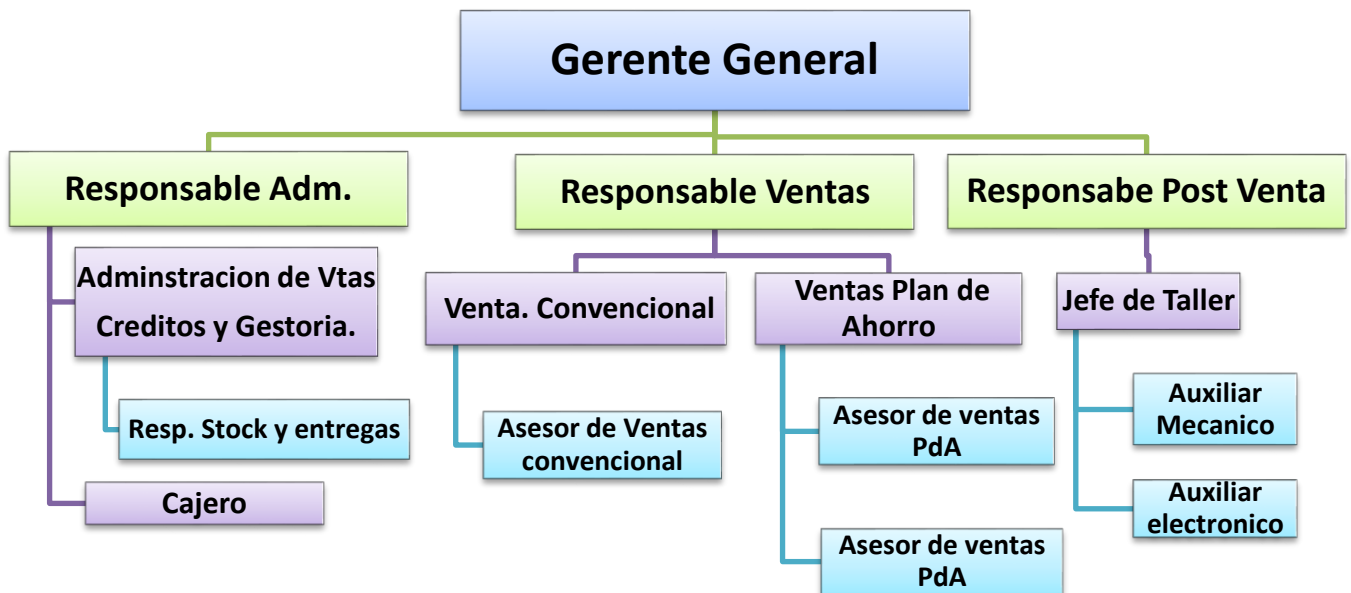 Gerente General
Responsable Adm.
Responsable Ventas
Responsabe Post Venta
Adminstracion de Vtas
Creditos y Gestoria.
Venta. Convencional
Ventas Plan de
Ahorro
Jefe de Taller
Resp. Stock y entregas
Asesor de Ventas
convencional
Asesor de ventas
PdA
Auxiliar
Mecanico
Cajero
Asesor de ventas
PdA
Auxiliar
electronico